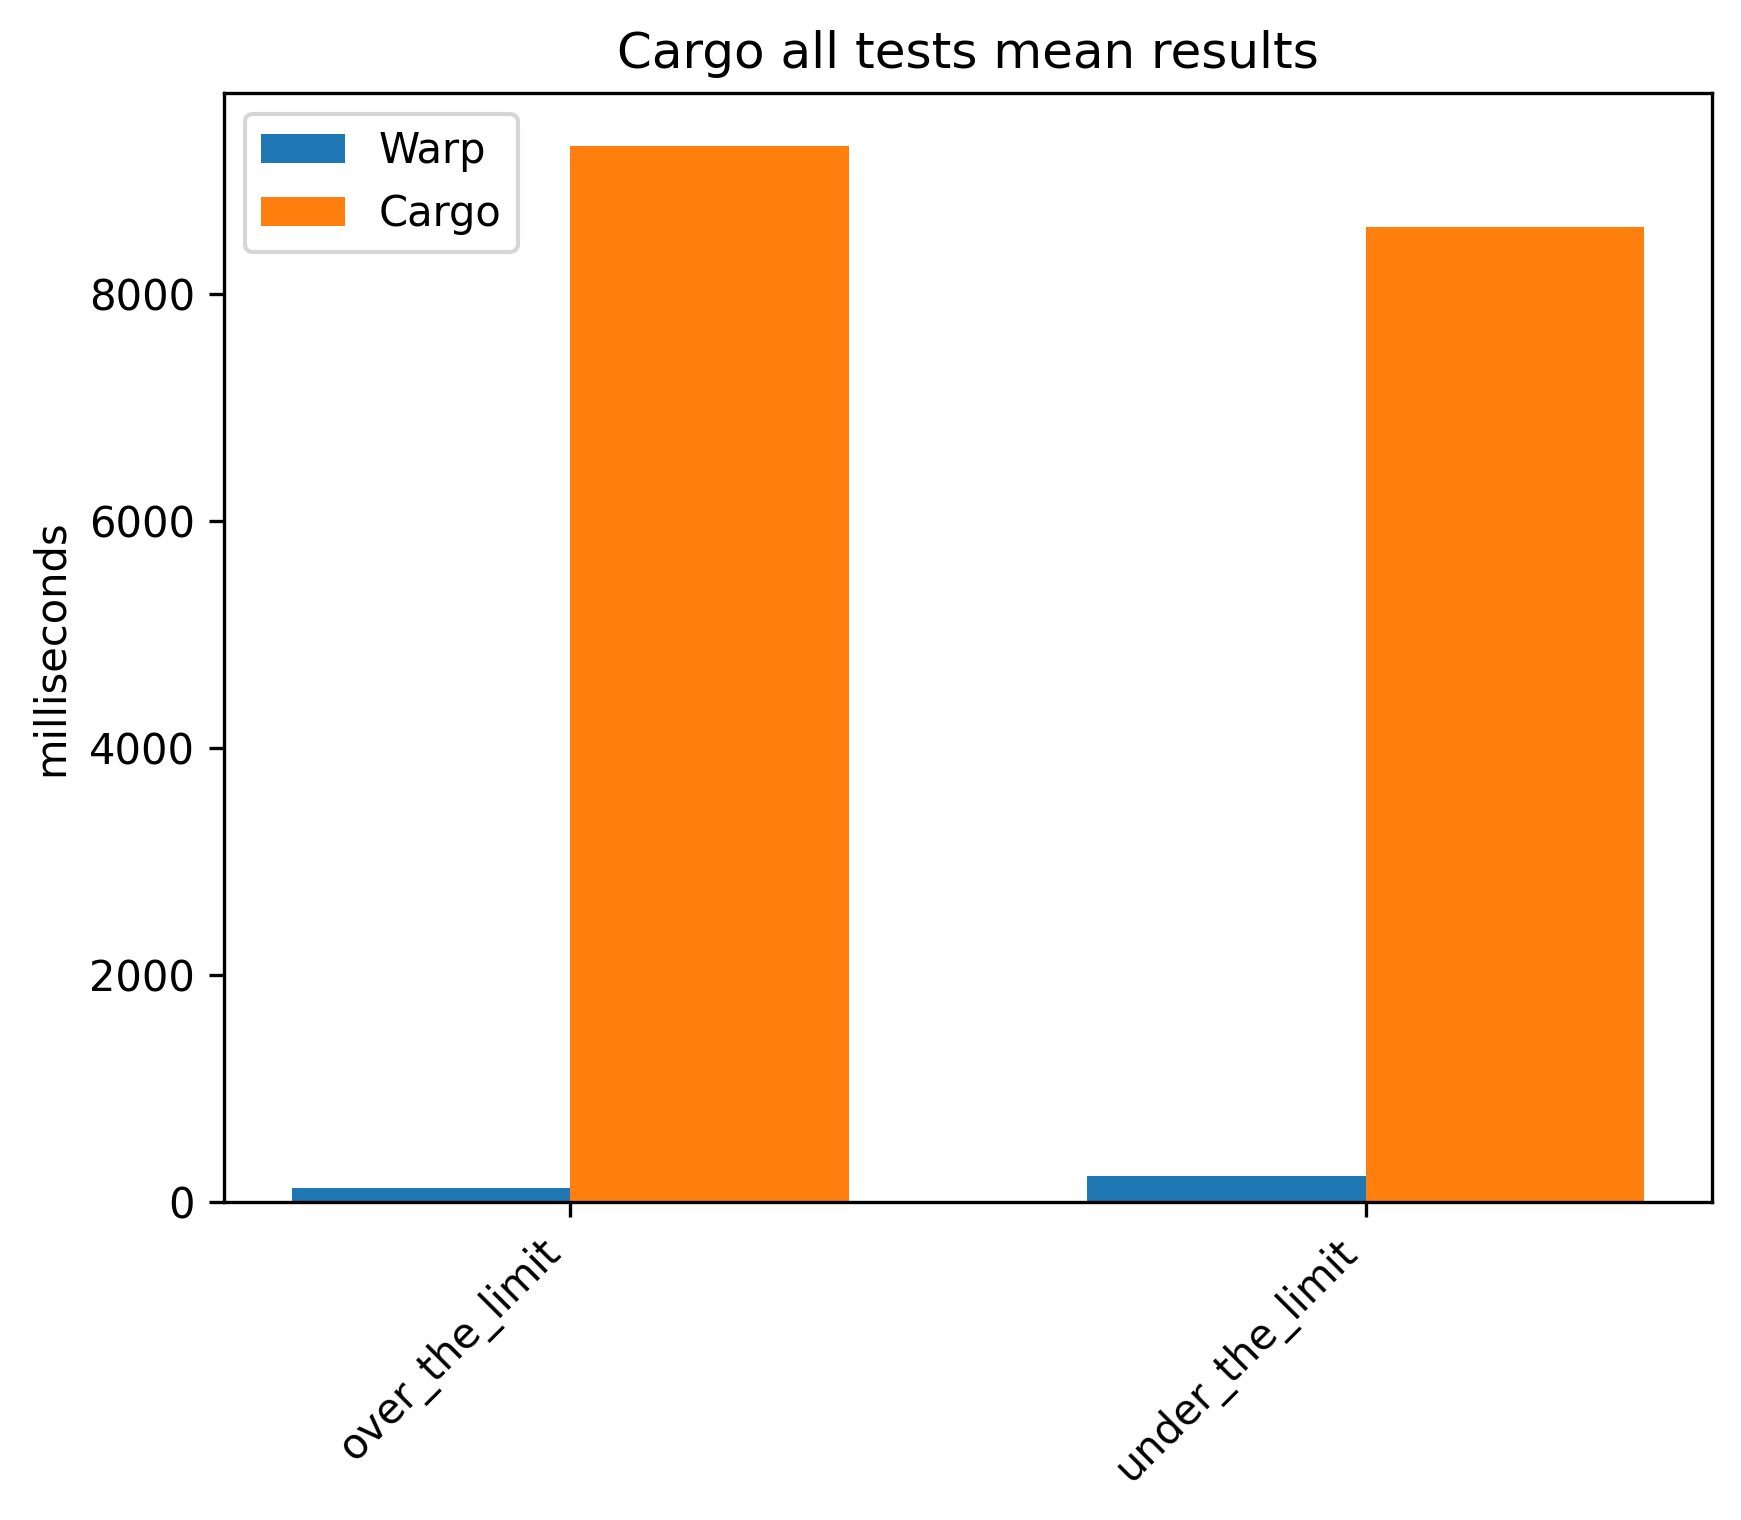 Cargo all tests mean results
Warp
Cargo
milliseconds
8000
6000
4000
2000
0
over_the_limit
under_the_limit